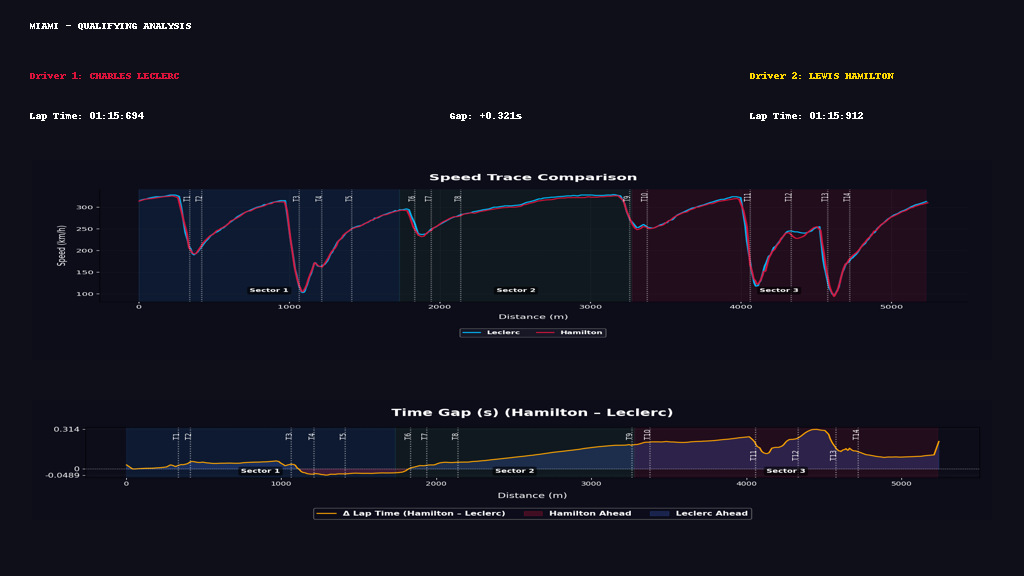 MIAMI - QUALIFYING ANALYSIS
Driver 1: CHARLES LECLERC
Driver 2: LEWIS HAMILTON
Lap Time: 01:15:694
Gap: +0.321s
Lap Time: 01:15:912
Speed Trace Comparison
T1 T2 T3 T4 T5 T6 T7 T8 T9 T10 T11 T12 T13 T14
300
250
200
150
100
Speed (km/h)
Sector 1 Sector 2 Sector 3
0 1000 2000 3000 4000 5000
Distance (m)
Leclerc Hamilton
Time Gap (s) (Hamilton – Leclerc)
0.314
0
-0.0489
T1 T2 T3 T4 T5 T6 T7 T8 T9 T10 T11 T12 T13 T14
Sector 1 Sector 2 Sector 3
0 1000 2000 3000 4000 5000
Distance (m)
Δ Lap Time (Hamilton – Leclerc) Hamilton Ahead Leclerc Ahead